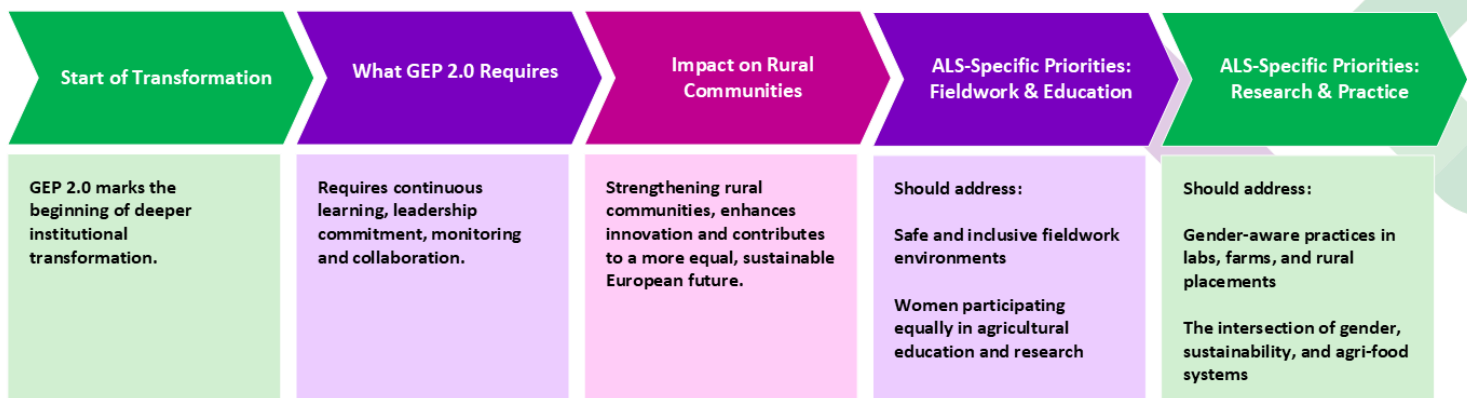 Start of Transformation
What GEP 2.0 Requires
Impact on Rural
Communities
ALS-Specific Priorities:
Fieldwork & Education
ALS-Specific Priorities:
Research & Practice
GEP 2.0 marks the
beginning of deeper
institutional
transformation.
Requires continuous
learning, leadership
commitment, monitoring
and collaboration.
Strengthening rural
communities, enhances
innovation and contributes
to a more equal, sustainable
European future.
Should address:
Safe and inclusive fieldwork
environments
Women participating
equally in agricultural
education and research
Should address:
Gender-aware practices in
labs, farms, and rural
placements
The intersection of gender,
sustainability, and agri-food
systems